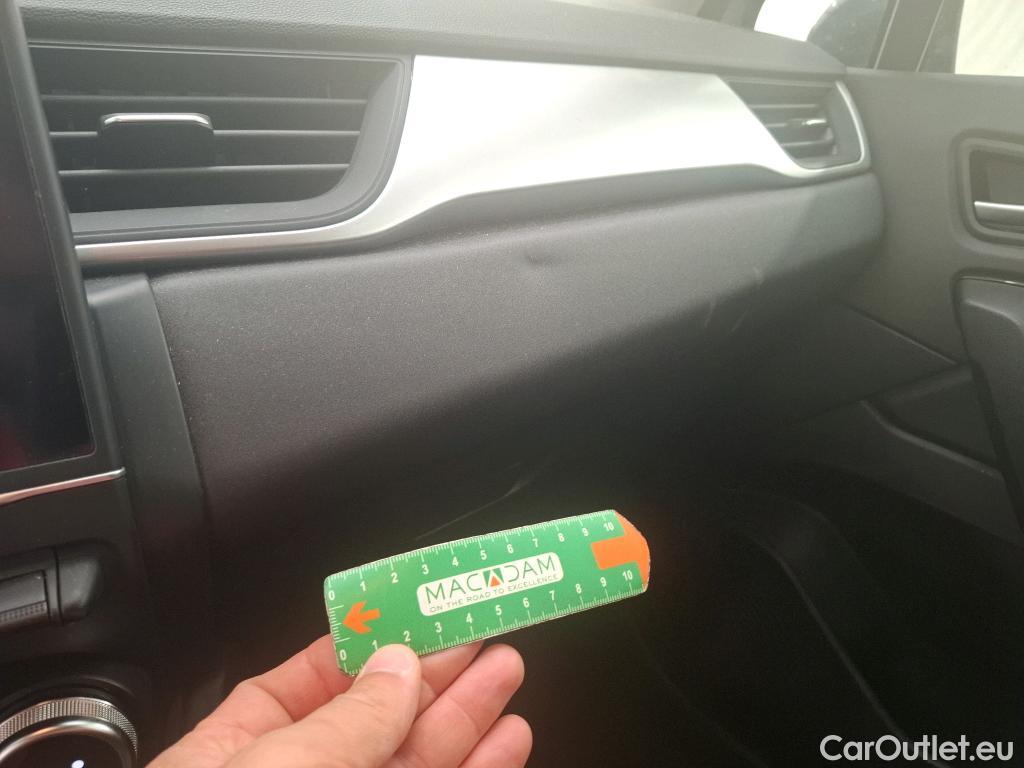 0 1 2 3 4 5 6 7 8 9 10
MACADAM
ON THE ROAD TO EXCELLENCE
0 1 2 3 4 5 6 7 8 9 10
CarOutlet.eu